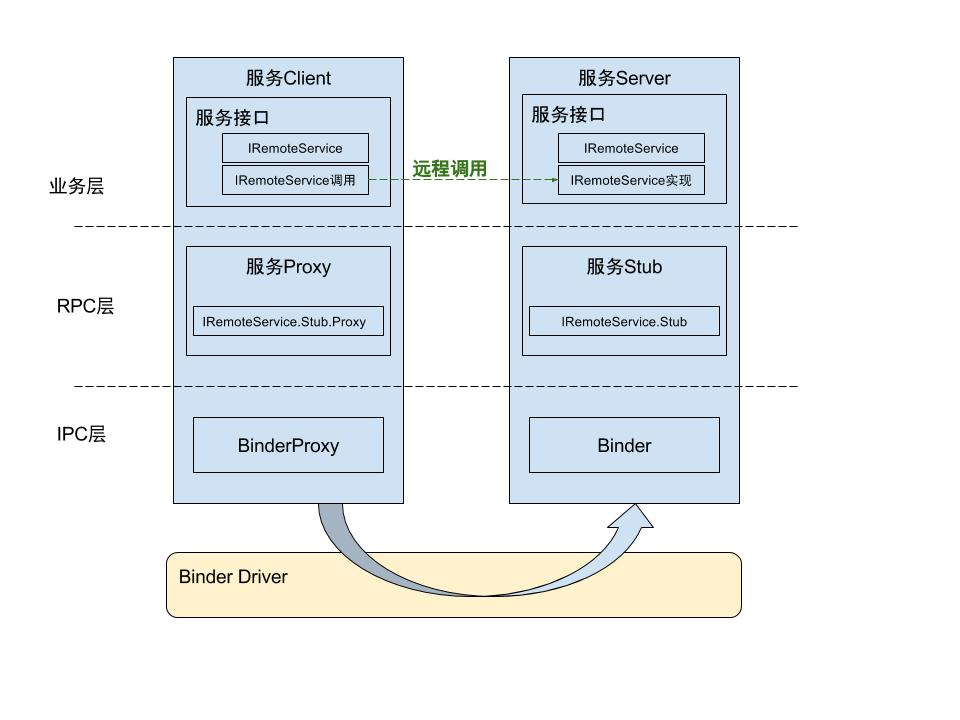 服务Client
服务Server
服务接口
服务接口
IRemoteService
IRemoteService
远程调用
IRemoteService调用
IRemoteService实现
业务层
服务Proxy
服务Stub
RPC层
IRemoteService.Stub.Proxy
IRemoteService.Stub
IPC层
BinderProxy
Binder
Binder Driver